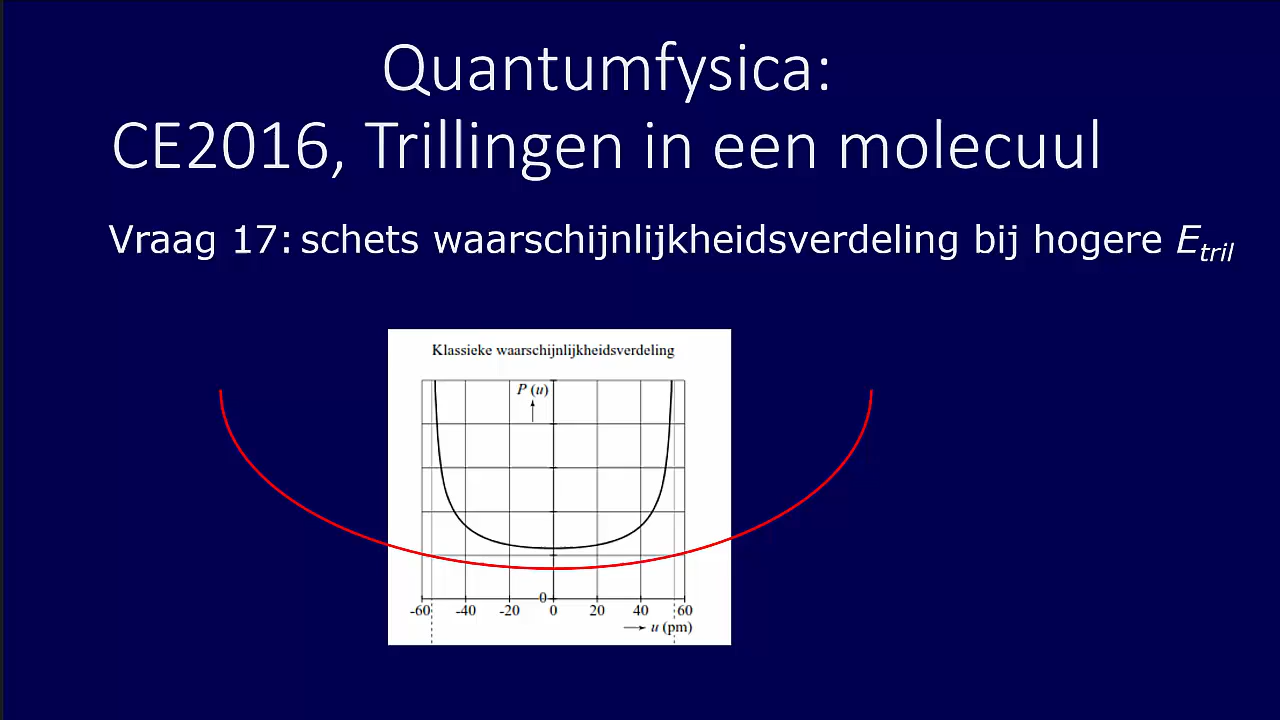 Quantumfysica:
CE2016, Trillingen in een molecuul
Vraag 17: schets waarschijnlijkheidsverdeling bij hogere Etril
Klassieke waarschijnlijkheidsverdeling
P (u)
0
-60 -40 -20 0 20 40 60
u (pm)